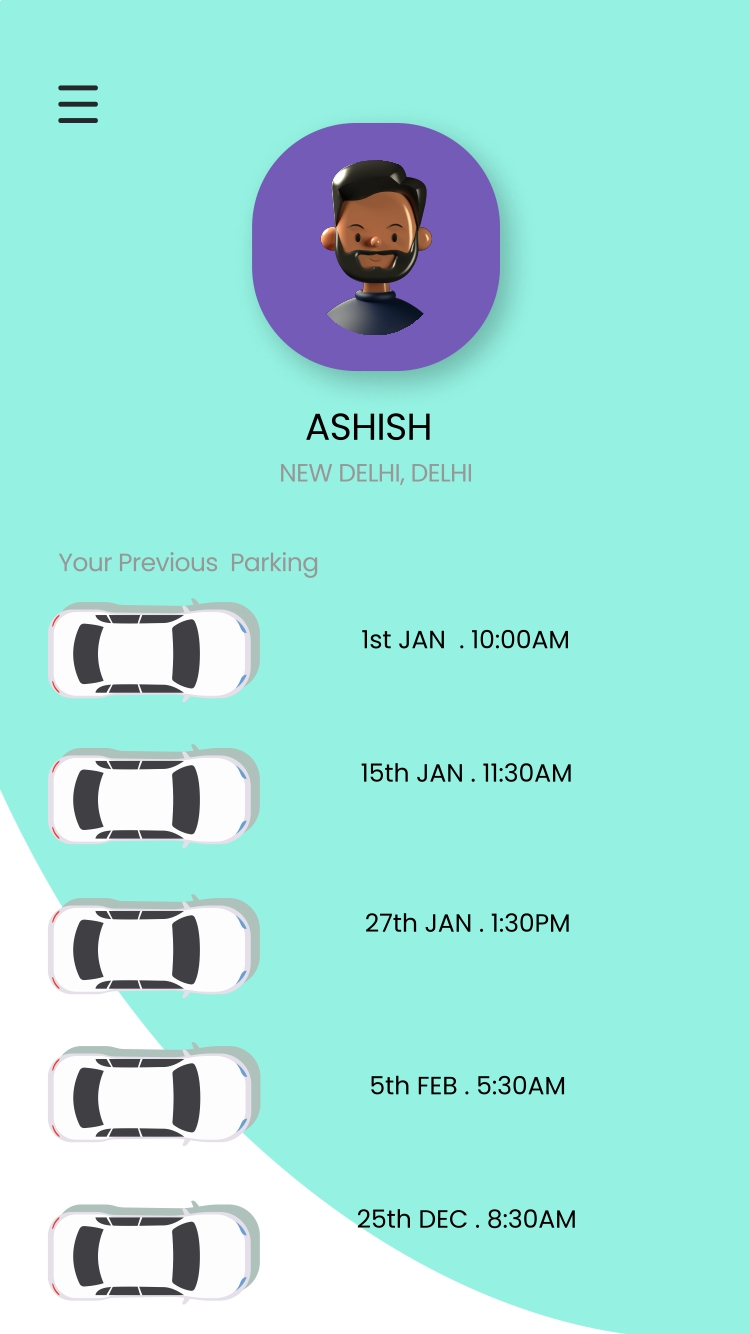 ASHISH
NEW DELHI, DELHI
Your Previous  Parking
1st JAN  . 10:00AM
15th JAN . 11:30AM
27th JAN . 1:30PM
5th FEB . 5:30AM
25th DEC . 8:30AM